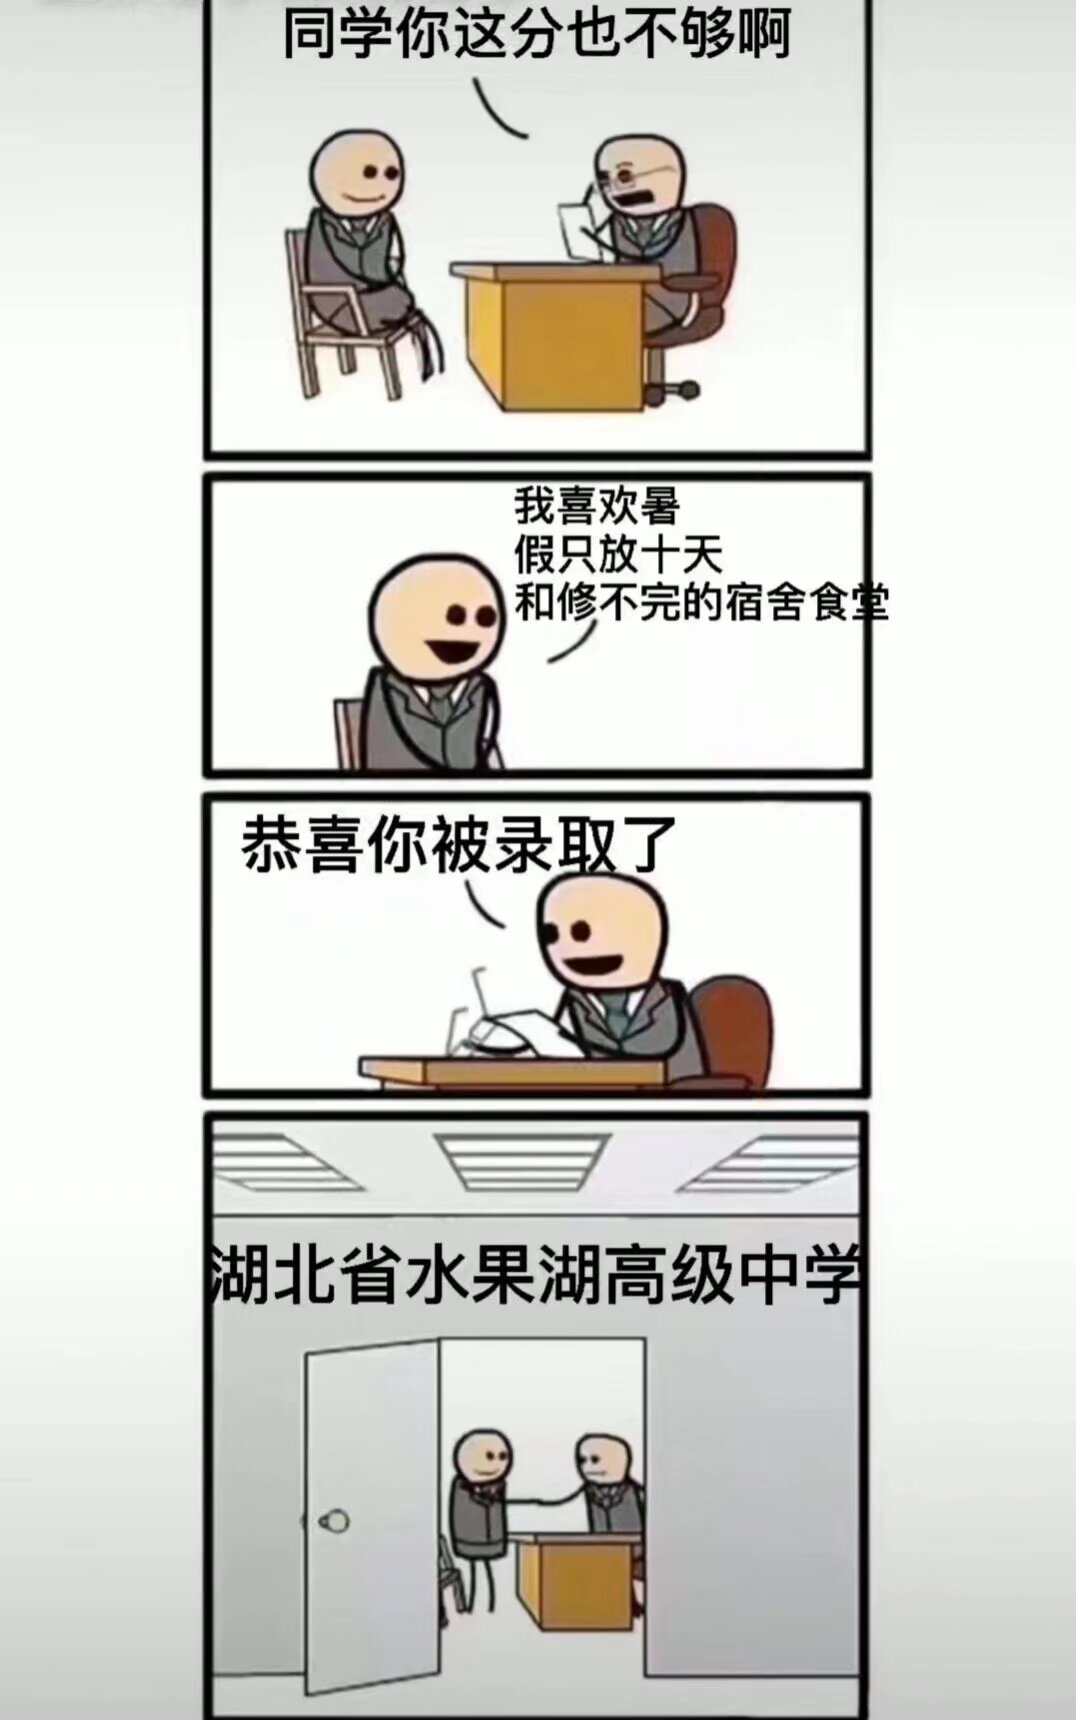 同学你这分也不够啊
我喜欢暑
假只放十天
和修不完的宿舍食堂
恭喜你被录取了
湖北省水果湖高级中学